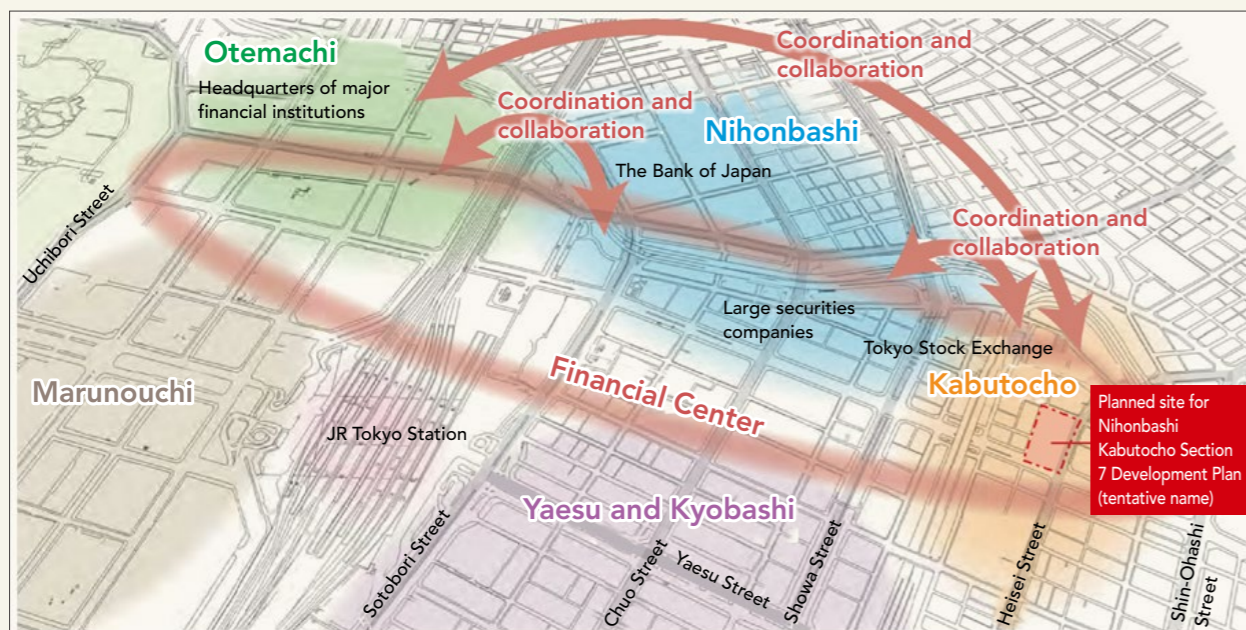 Otemachi
Headquarters of major
financial institutions
Coordination and
collaboration
Coordination and
collaboration
Nihonbashi
The Bank of Japan
Coordination and
collaboration
Uchibori Street
Large securities
companies
Tokyo Stock Exchange
Kabutocho
Marunouchi
JR Tokyo Station
Financial Center
Planned site for
Nihonbashi
Kabutocho Section
7 Development Plan
(tentative name)
Yaesu and Kyobashi
Sotobori Street
Chuo Street
Yaesu Street
Showa Street
Heisei Street
Shin-Ohashi
Street